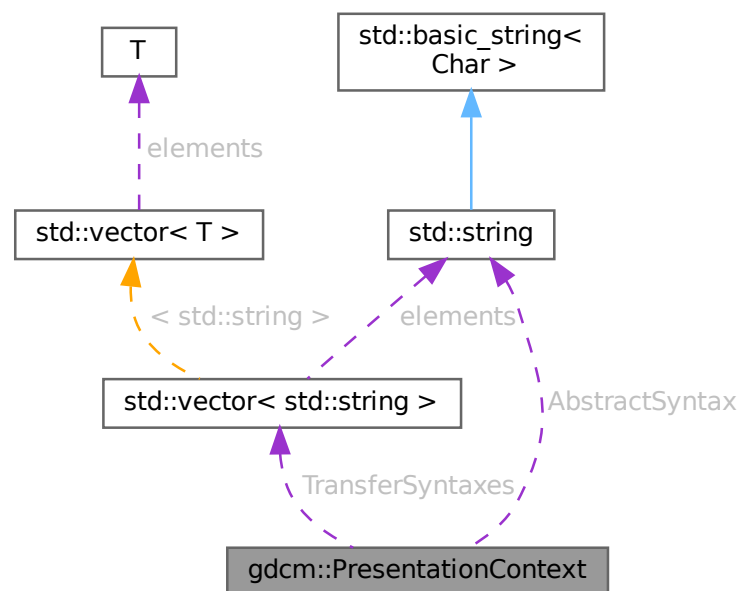 T
std::basic_string<
Char >
elements
std::vector< T >
std::string
< std::string >
elements
std::vector< std::string >
AbstractSyntax
TransferSyntaxes
gdcm::PresentationContext